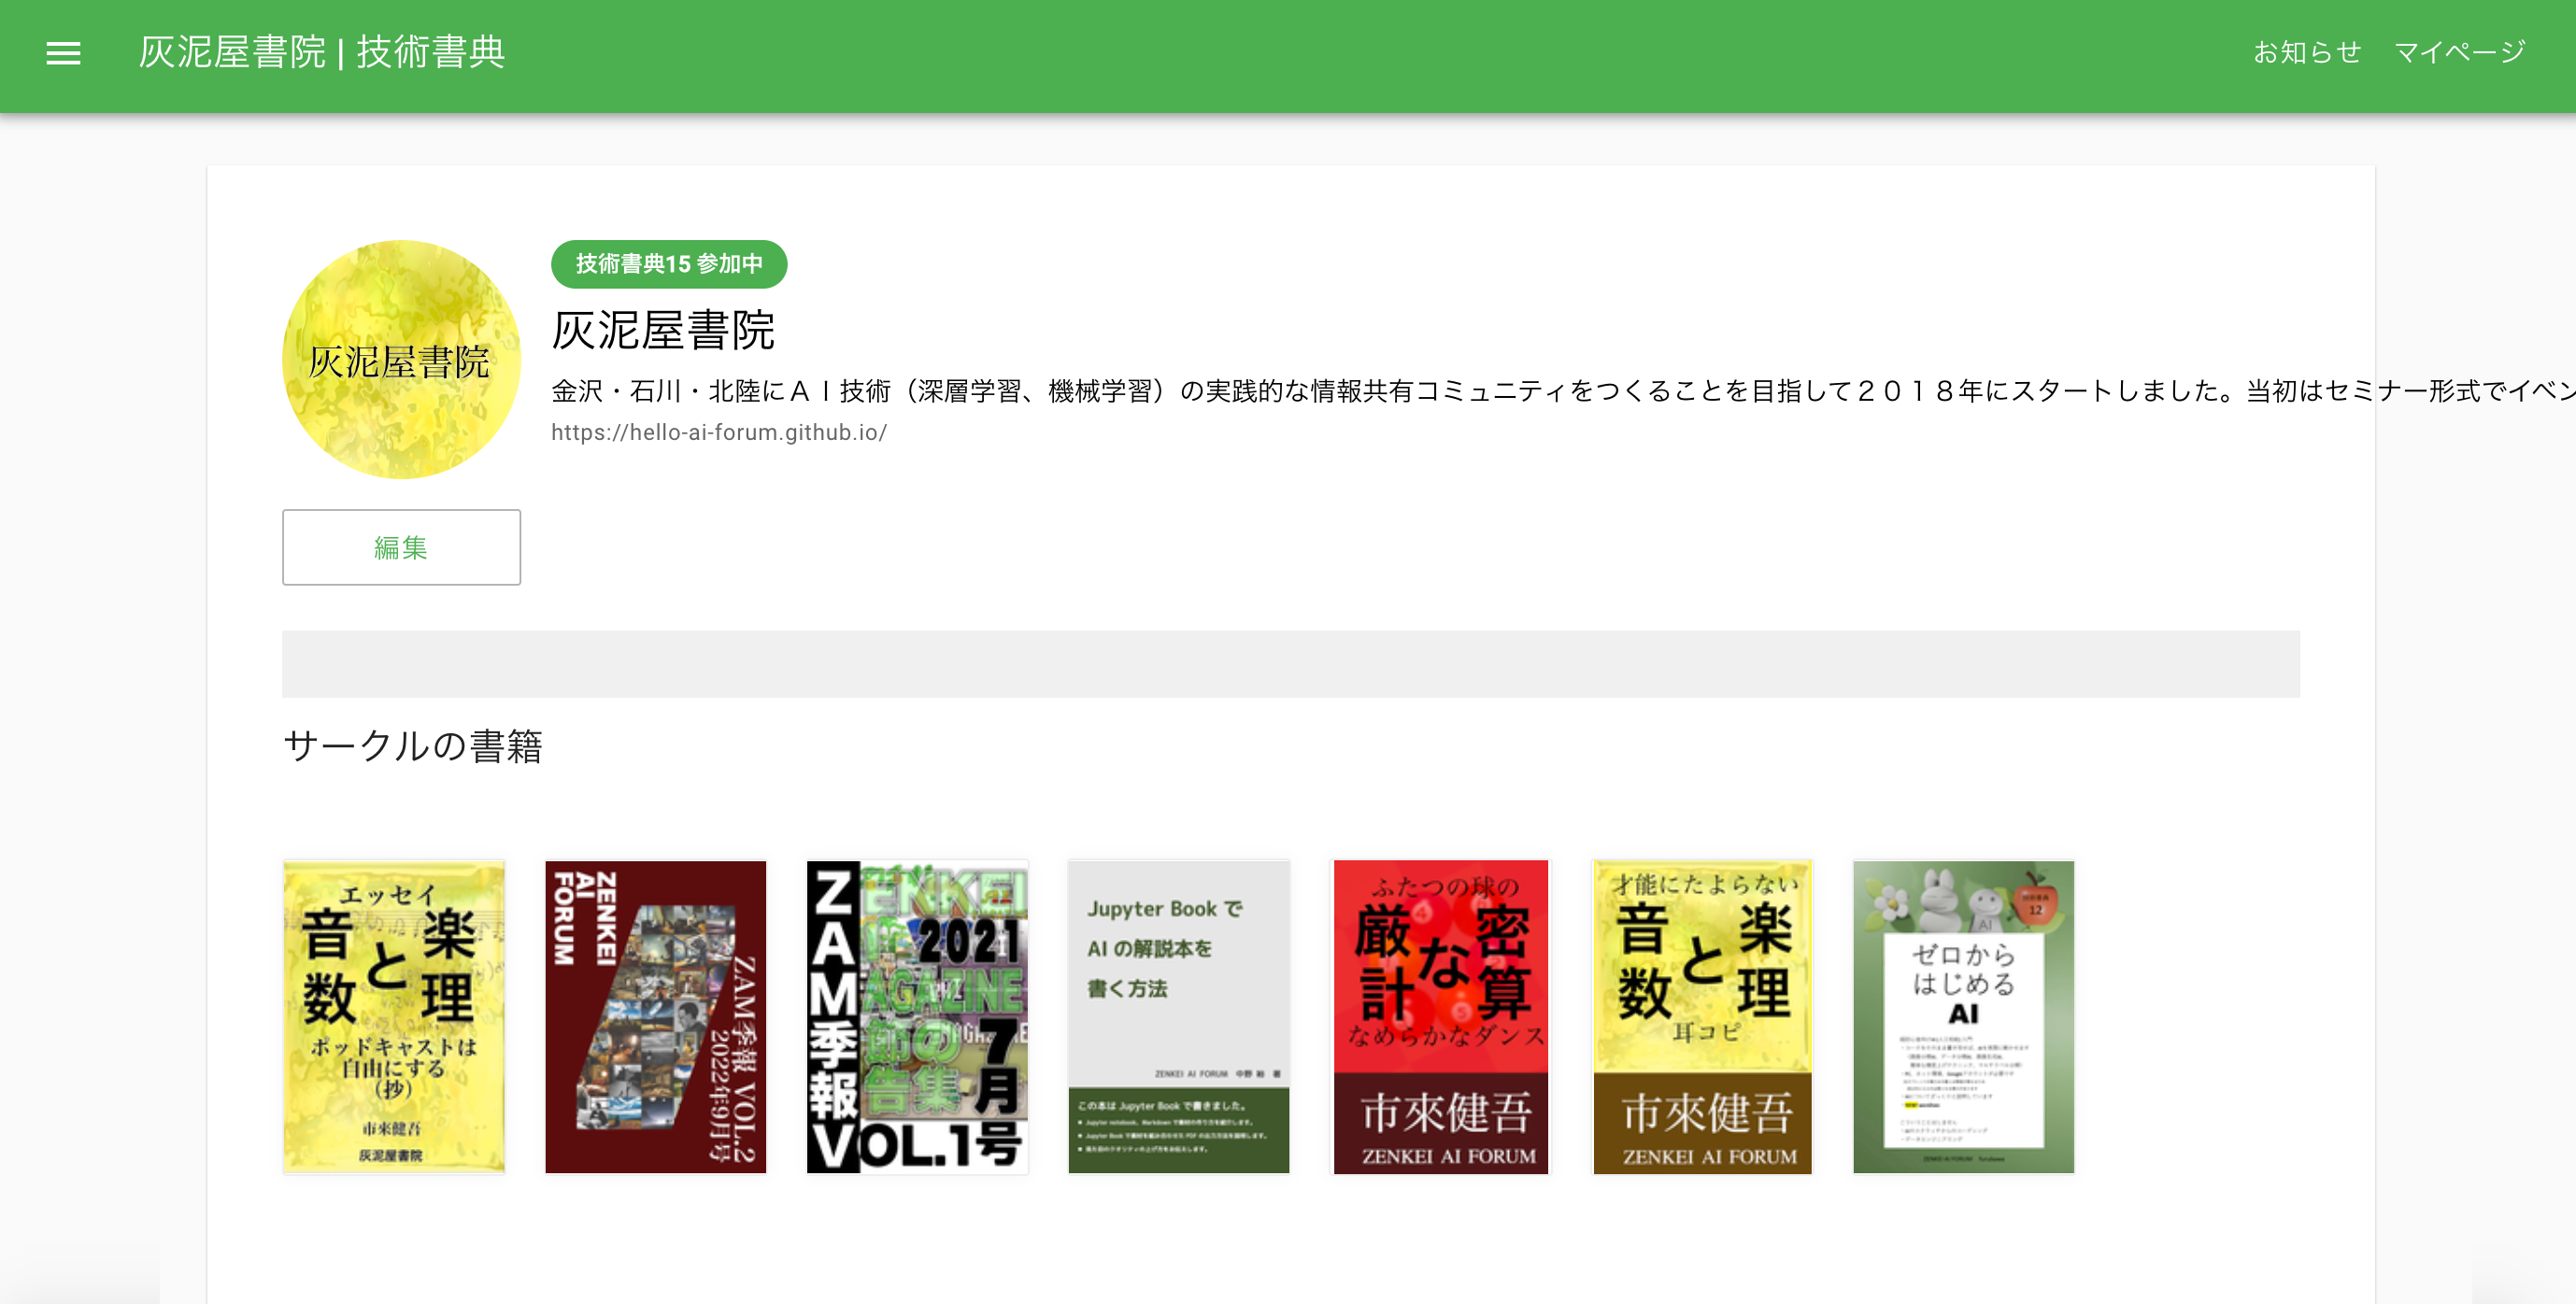 灰泥屋書院 | 技術書典
お知らせ
マイページ
灰泥屋書院
技術書典15 参加中
灰泥屋書院
金沢・石川・北陸にＡＩ技術（深層学習、機械学習）の実践的な情報共有コミュニティをつくることを目指して２０１８年にスタートしました。当初はセミナー形式でイベン
https://hello-ai-forum.github.io/
編集
サークルの書籍
エッセイ
音楽と数理
ポッドキャストは
自由にする
（抄）
市來健吾
灰泥屋書院
ZENKEI
AI
FORUM
ZAM季報 VOL.2
2022年9月号
ZAM季報 VOL.1号
ZENKEI
2021
MAGAZINE
7月
Jupyter Book で
AI の解説本を
書く方法
ZENKEI AI FORUM 中野 裕 著
この本は Jupyter Book で書きました。
ふたつの球の
厳密な計算
なめらかなダンス
市來健吾
ZENKEI AI FORUM
才能にたよらない
音楽と数理
耳コピ
市來健吾
ZENKEI AI FORUM
AI
技術書典
12
ゼロから
はじめる
AI